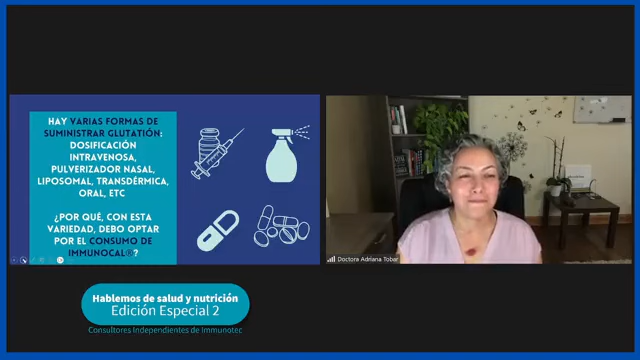 HAY VARIAS FORMAS DE
SUMINISTRAR GLUTATIÓN:
DOSIFICACIÓN
INTRAVENOSA,
PULVERIZADOR NASAL,
LIPOSOMAL, TRANSDÉRMICA,
ORAL, ETC
¿POR QUÉ, CON ESTA
VARIEDAD, DEBO OPTAR
POR EL CONSUMO DE
IMMUNOCAL®?
Doctora Adriana Tobar
Hablemos de salud y nutrición
Edición Especial 2
Consultores Independientes de Immunotec